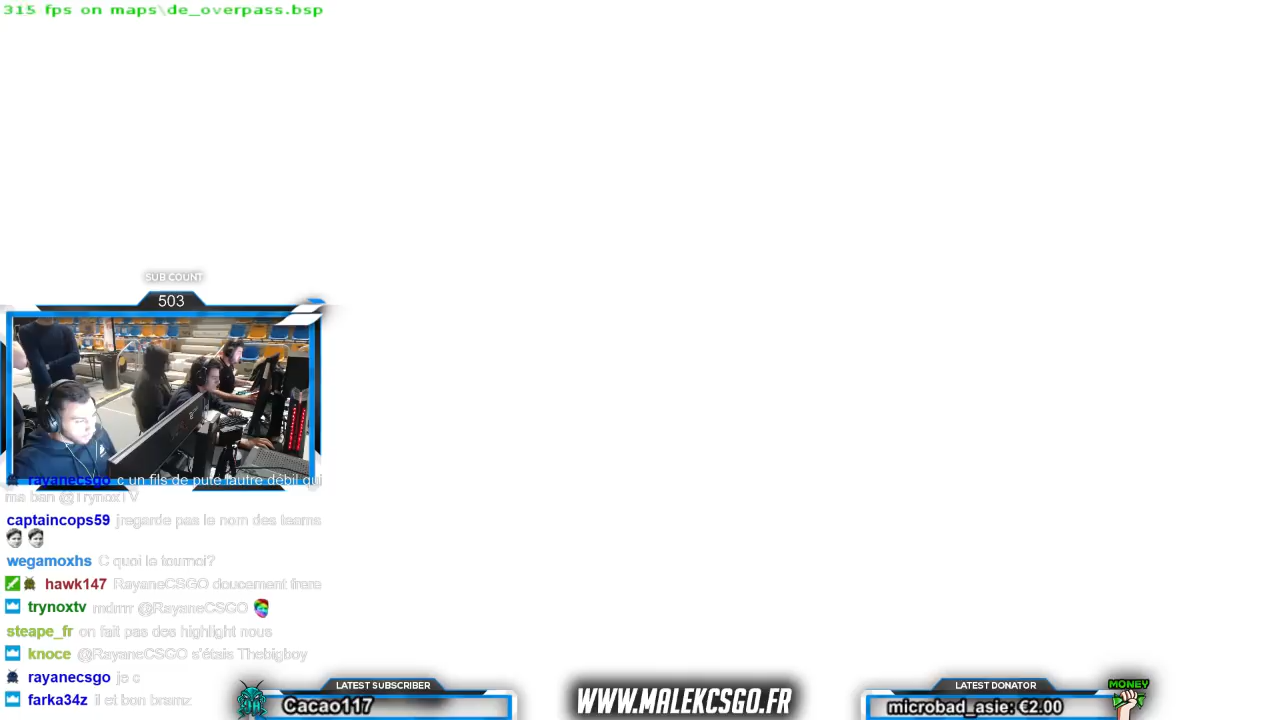 315 fps on maps\de_overpass.bsp
SUB COUNT
503
rayanecsgo c un fils de pute lautre débil qui
ma ban @TrynoxTV
captaincops59 jregarde pas le nom des teams
wegamoxhs C quoi le tournoi?
hawk147 RayaneCSGO doucement frere
trynoxtv mdrrrr @RayaneCSGO
steape_fr on fait pas des highlight nous
knoce @RayaneCSGO s'étais Thebigboy
rayanecsgo je c
farka34z il et bon bramz
LATEST SUBSCRIBER
Cacao117
WWW.MALEKCSGO.FR
LATEST DONATOR
microbad_asie: €2.00
MONEY